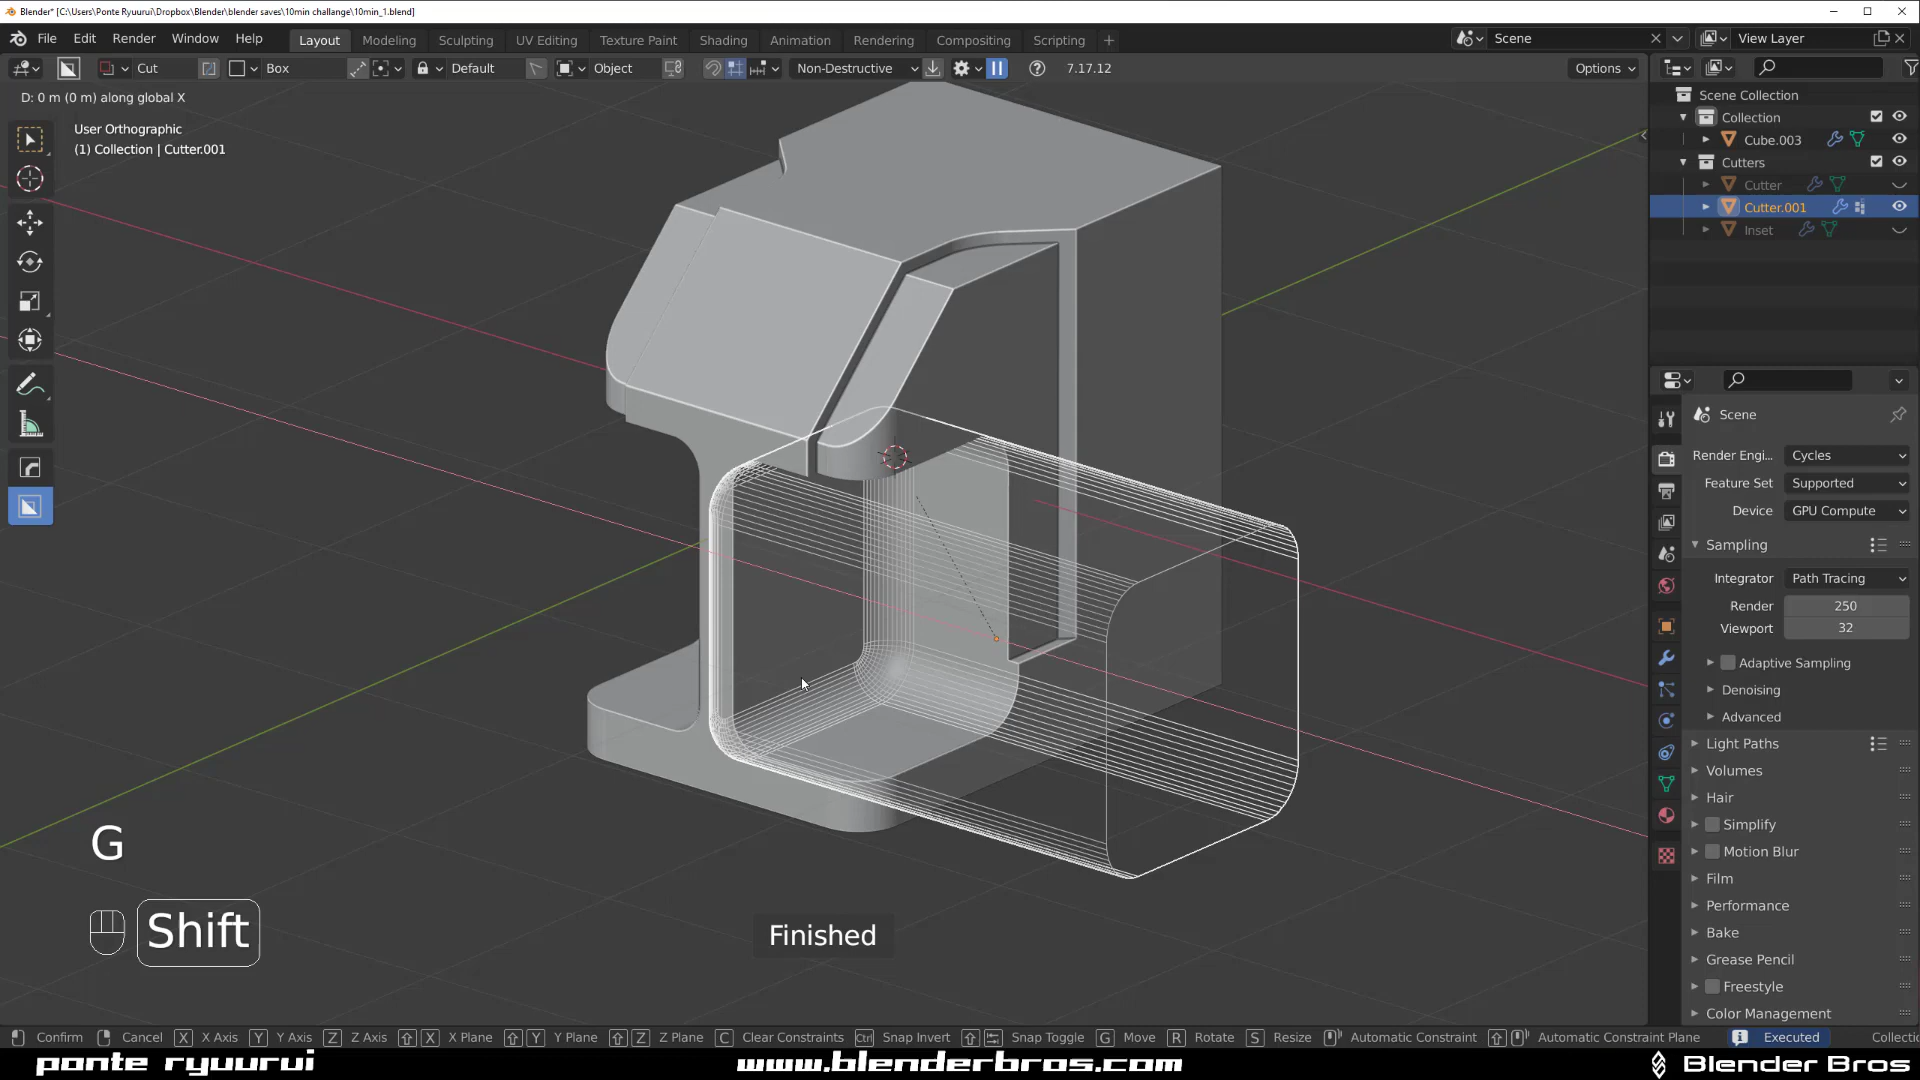 Blender* [C:\Users\Ponte Ryuurui\Dropbox\Blender\blender saves\10min challange\10min_1.blend]
File Edit Render Window Help Layout Modeling Sculpting UV Editing Texture Paint Shading Animation Rendering Compositing Scripting + Scene View Layer
Cut Box Default Object Non-Destructive 7.17.12 Options
D: 0 m (0 m) along global X
User Orthographic
(1) Collection | Cutter.001
Scene Collection
Collection
Cube.003
Cutters
Cutter
Cutter.001
Inset
Scene
Render Engi... Cycles
Feature Set Supported
Device GPU Compute
Sampling
Integrator Path Tracing
Render 250
Viewport 32
Adaptive Sampling
Denoising
Advanced
Light Paths
Volumes
Hair
Simplify
Motion Blur
Film
Performance
Bake
Grease Pencil
Freestyle
Color Management
G
Shift
Finished
Confirm Cancel X X Axis Y Y Axis Z Z Axis X X Plane Y Y Plane Z Z Plane C Clear Constraints Ctrl Snap Invert Snap Toggle G Move R Rotate S Resize Automatic Constraint Automatic Constraint Plane Executed Collectio
ponte ryuurui www.blenderbros.com Blender Bros